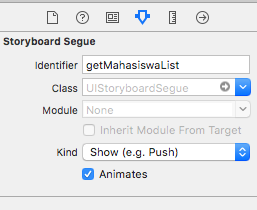 Storyboard Segue
Identifier getMahasiswaList
Class UIStoryboardSegue
Module None
Inherit Module From Target
Kind Show (e.g. Push)
Animates